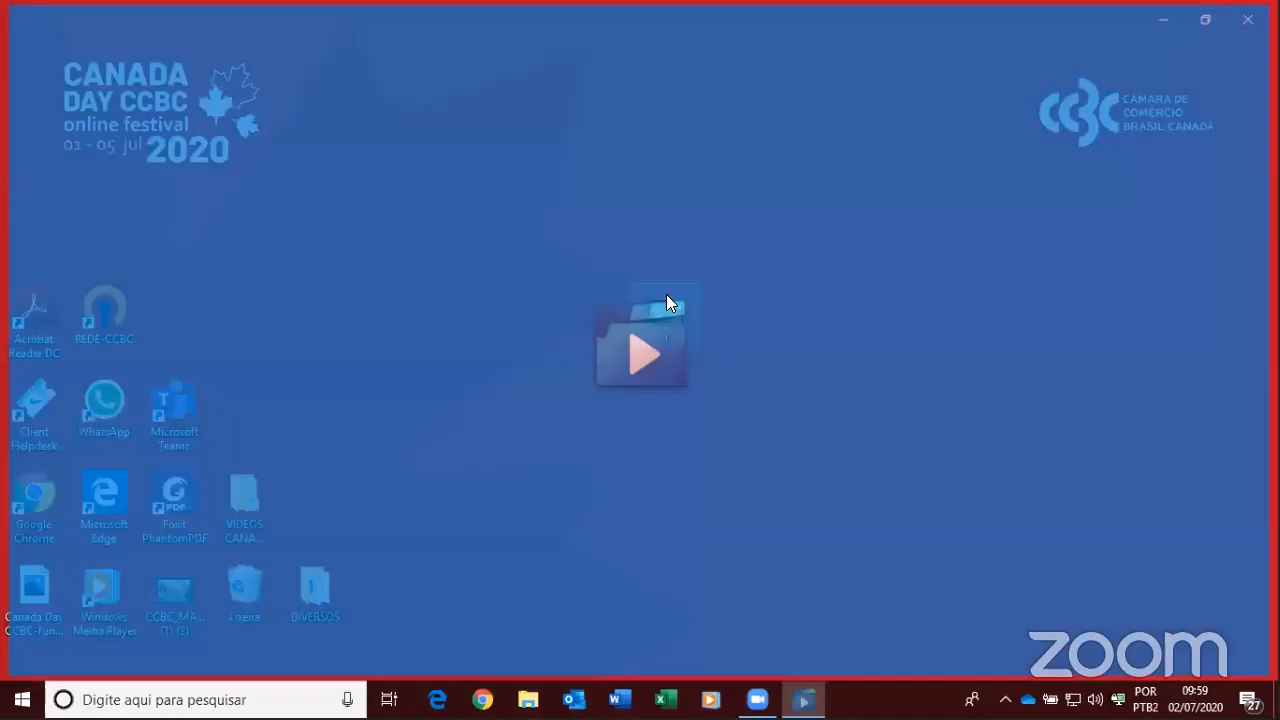 CANADA
DAY CCBC
online festival
01 - 05 jul 2020
CCBC
CÂMARA DE
COMÉRCIO
BRASIL-CANADÁ
Acrobat
Reader DC
REDE-CCBC
Client
Helpdesk
WhatsApp
Microsoft
Teams
Google
Chrome
Microsoft
Edge
Foxit
PhantomPDF
VIDEOS
CANA...
Canada Day
CCBC-fun...
Windows
Media Player
CCBC_MA...
(1) (2)
Lixeira
DIVERSOS
zoom
Digite aqui para pesquisar
POR
PTB2
09:59
02/07/2020
27